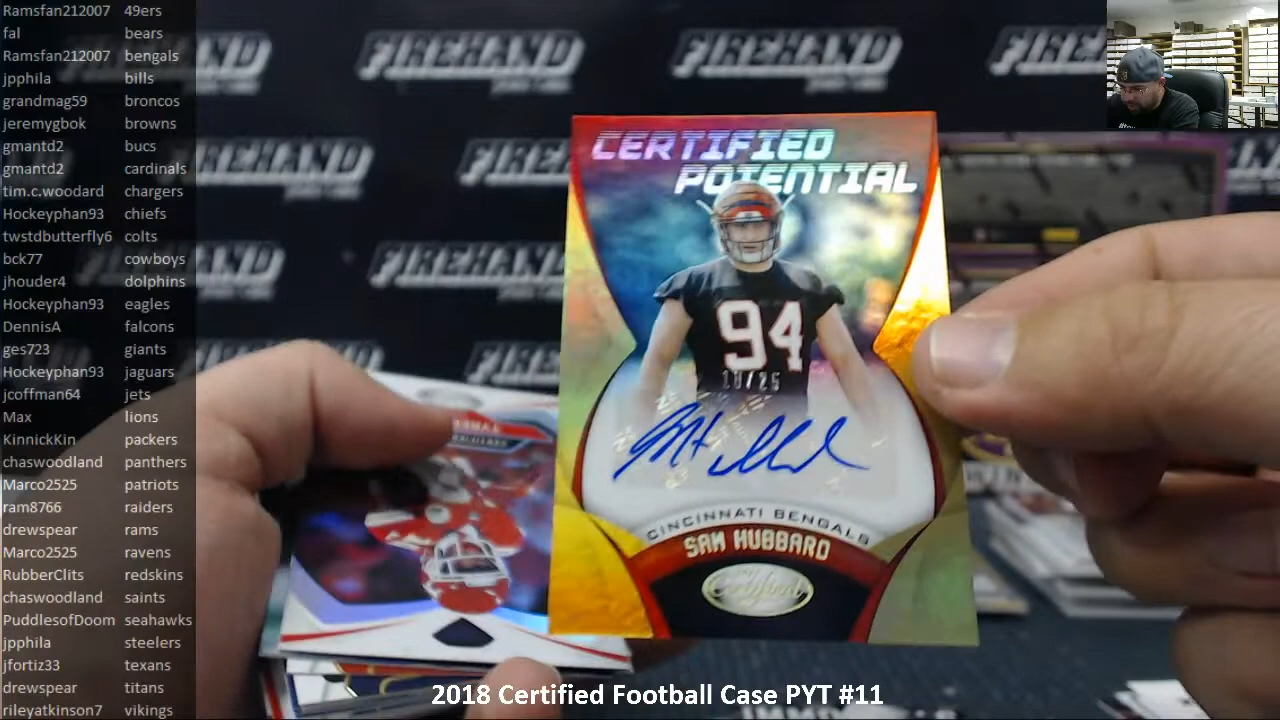 Ramsfan212007 49ers
fal bears
Ramsfan212007 bengals
jpphila bills
grandmag59 broncos
jeremygbok browns
gmantd2 bucs
gmantd2 cardinals
tim.c.woodard chargers
Hockeyphan93 chiefs
twstdbutterfly6 colts
bck77 cowboys
jhouder4 dolphins
Hockeyphan93 eagles
DennisA falcons
ges723 giants
Hockeyphan93 jaguars
jcoffman64 jets
Max lions
KinnickKin packers
chaswoodland panthers
Marco2525 patriots
ram8766 raiders
drewspear rams
Marco2525 ravens
RubberClits redskins
chaswoodland saints
PuddlesofDoom seahawks
jpphila steelers
jfortiz33 texans
drewspear titans
rileyatkinson7 vikings
FIREHAND FIREHAND
FIREHAND
FIREHAND
FIREHAND
CERTIFIED
POTENTIAL
94
CINCINNATI BENGALS
SAM HUBBARD
Certified
2018 Certified Football Case PYT #11